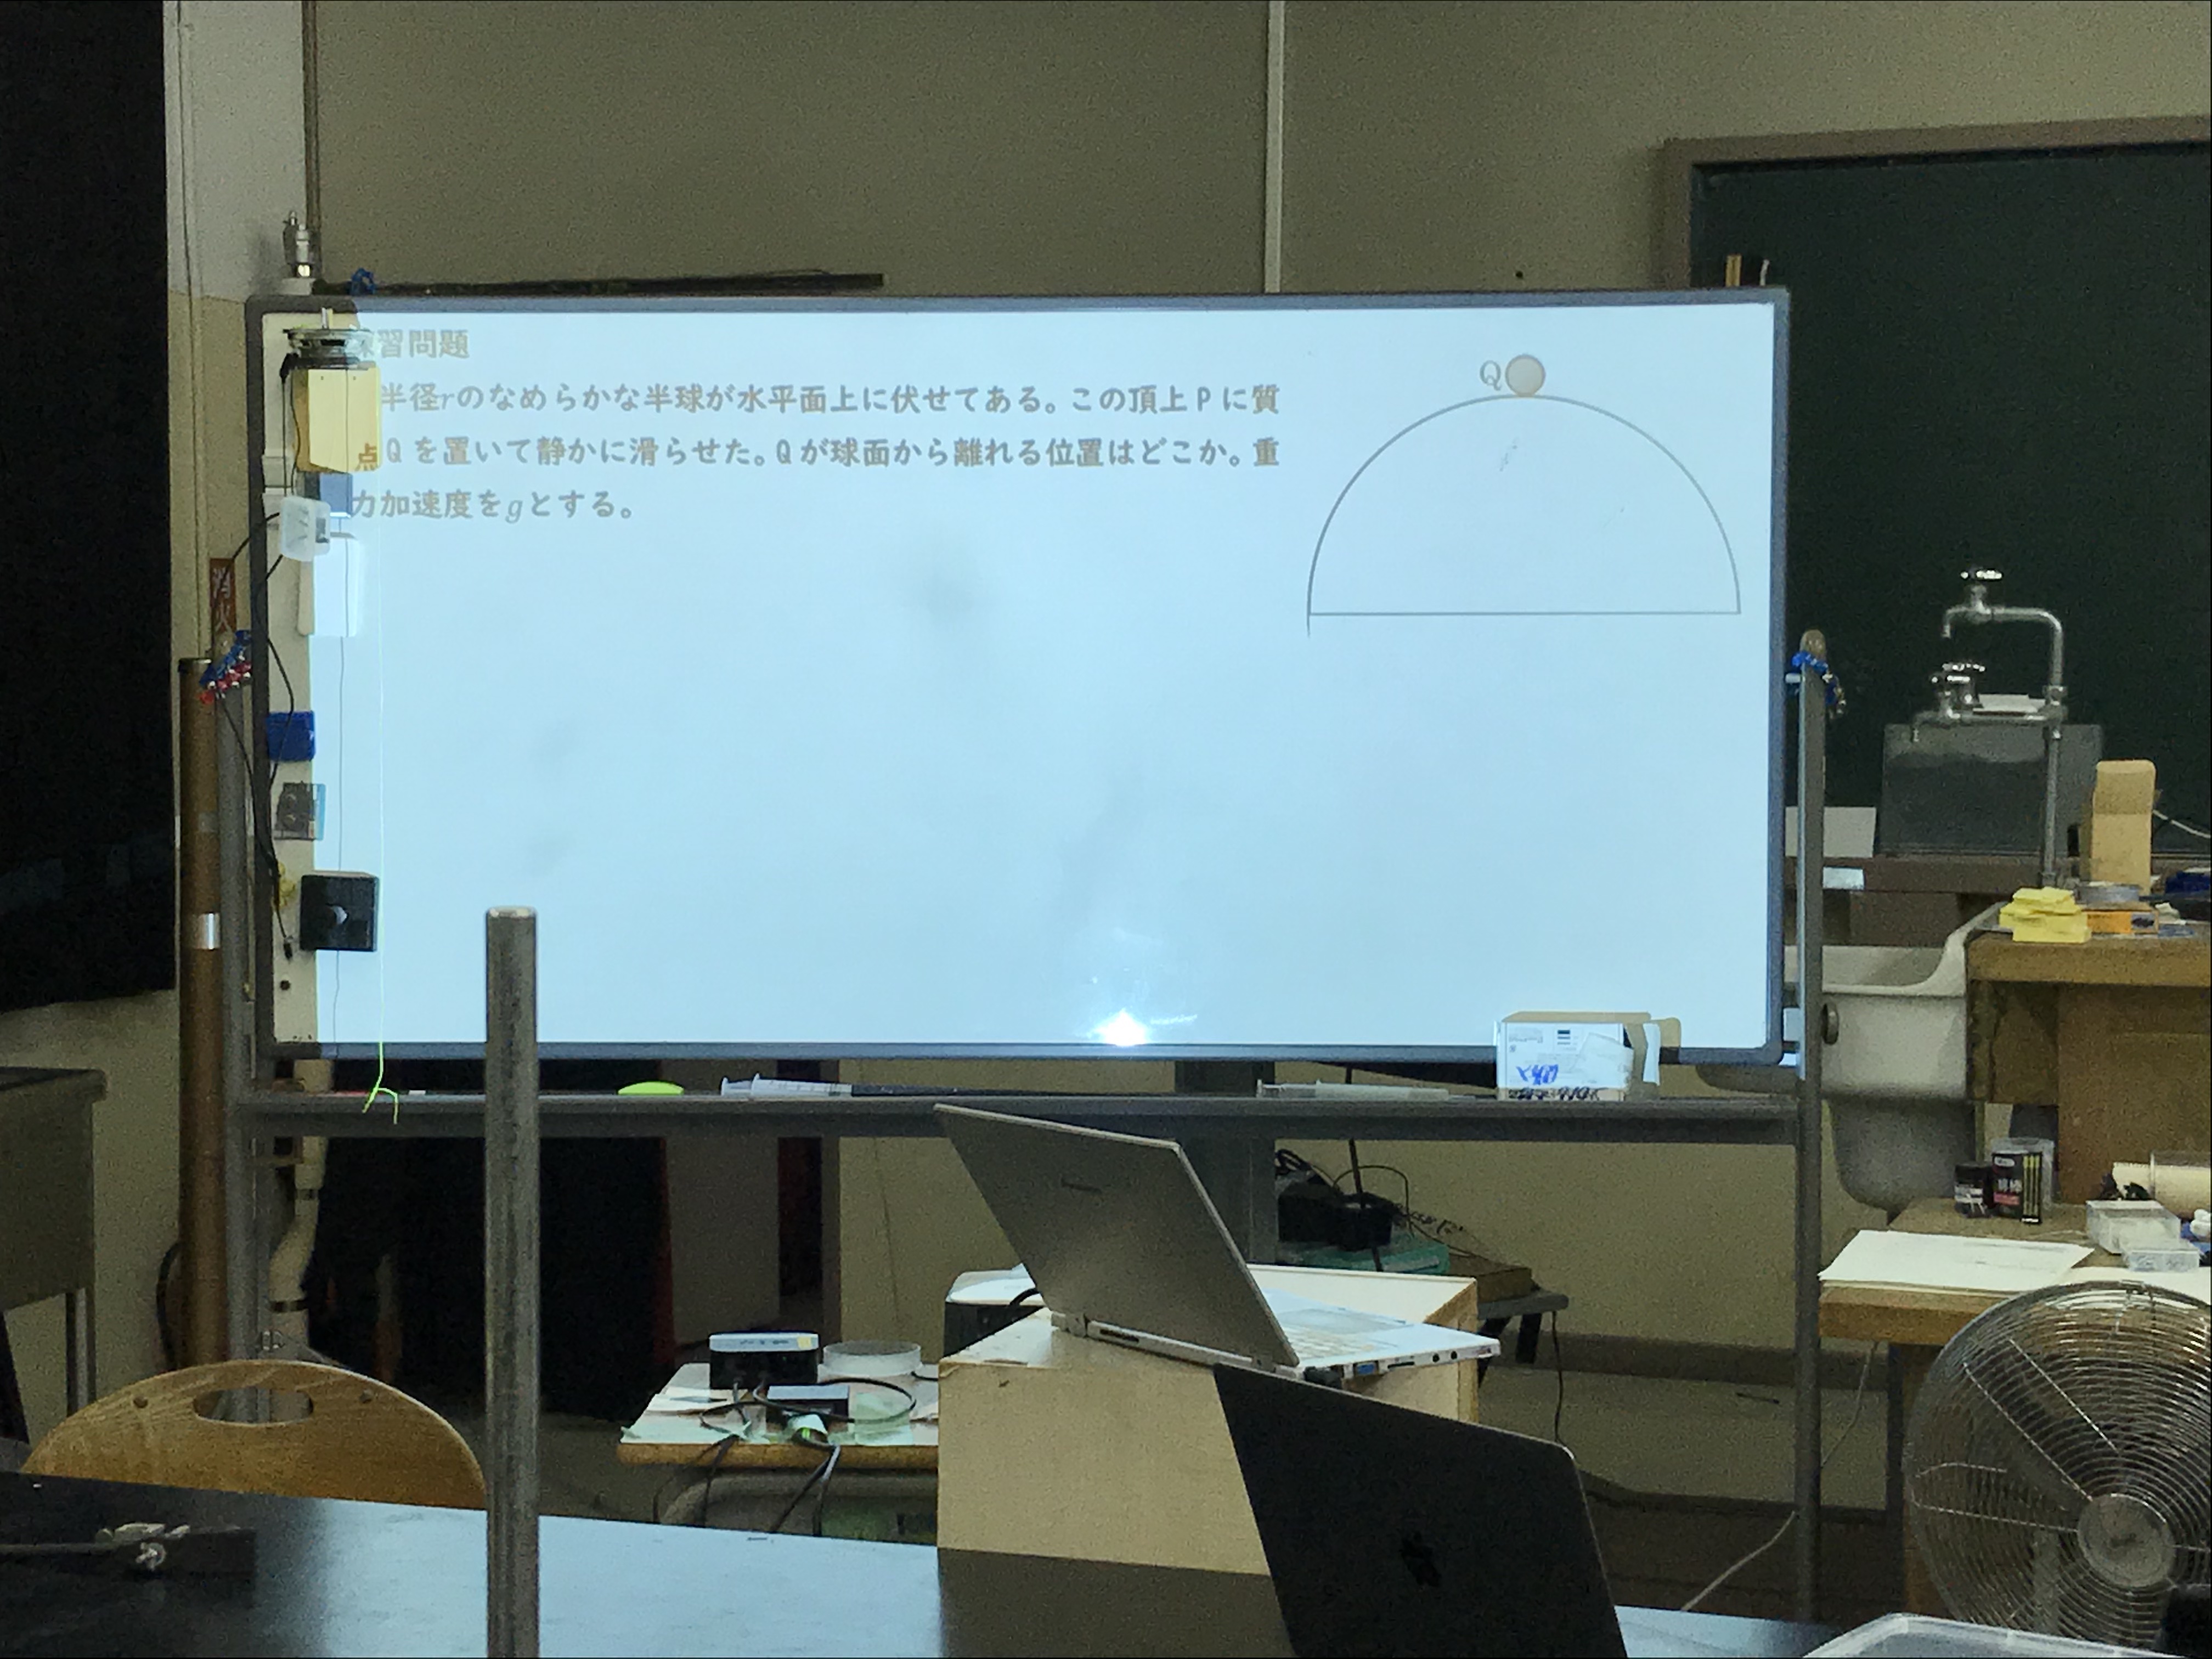 練習問題
半径rのなめらかな半球が水平面上に伏せてある。この頂上Pに質
点Qを置いて静かに滑らせた。Qが球面から離れる位置はどこか。重
力加速度をgとする。
Q
消火